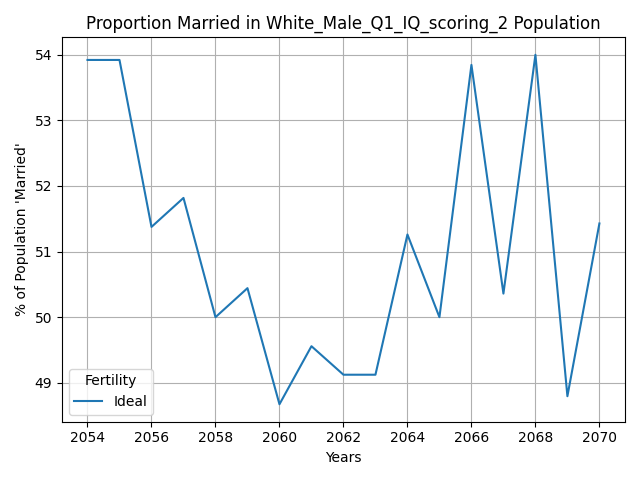 Proportion Married in White_Male_Q1_IQ_scoring_2 Population
% of Population 'Married'
54
53
52
51
50
49
Fertility
Ideal
2054 2056 2058 2060 2062 2064 2066 2068 2070
Years